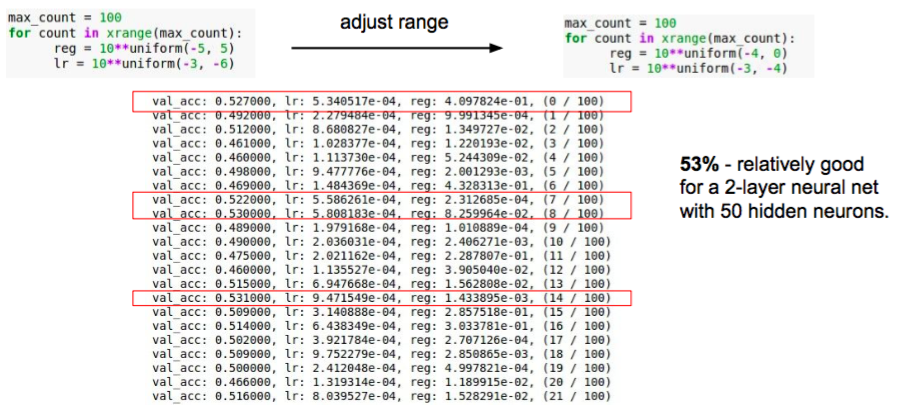 max_count = 100
for count in xrange(max_count):
reg = 10**uniform(-5, 5)
lr = 10**uniform(-3, -6)
adjust range
max_count = 100
for count in xrange(max_count):
reg = 10**uniform(-4, 0)
lr = 10**uniform(-3, -4)
val_acc: 0.527000, lr: 5.340517e-04, reg: 4.097824e-01, (0 / 100)
val_acc: 0.492000, lr: 2.279484e-04, reg: 9.991345e-04, (1 / 100)
val_acc: 0.512000, lr: 8.680827e-04, reg: 1.349727e-02, (2 / 100)
val_acc: 0.461000, lr: 1.028377e-04, reg: 1.220193e-02, (3 / 100)
val_acc: 0.460000, lr: 1.113730e-04, reg: 5.244309e-02, (4 / 100)
val_acc: 0.498000, lr: 9.477776e-04, reg: 2.001293e-03, (5 / 100)
val_acc: 0.469000, lr: 1.484369e-04, reg: 4.328313e-01, (6 / 100)
val_acc: 0.522000, lr: 5.586261e-04, reg: 2.312685e-04, (7 / 100)
val_acc: 0.530000, lr: 5.808183e-04, reg: 8.259964e-02, (8 / 100)
val_acc: 0.489000, lr: 1.979168e-04, reg: 1.010889e-04, (9 / 100)
val_acc: 0.490000, lr: 2.036031e-04, reg: 2.406271e-03, (10 / 100)
val_acc: 0.475000, lr: 2.021162e-04, reg: 2.287807e-01, (11 / 100)
val_acc: 0.460000, lr: 1.135527e-04, reg: 3.905040e-02, (12 / 100)
val_acc: 0.515000, lr: 6.947668e-04, reg: 1.562808e-02, (13 / 100)
val_acc: 0.531000, lr: 9.471549e-04, reg: 1.433895e-03, (14 / 100)
val_acc: 0.509000, lr: 3.140888e-04, reg: 2.857518e-01, (15 / 100)
val_acc: 0.514000, lr: 6.438349e-04, reg: 3.033781e-01, (16 / 100)
val_acc: 0.502000, lr: 3.921784e-04, reg: 2.707126e-04, (17 / 100)
val_acc: 0.509000, lr: 9.752279e-04, reg: 2.850865e-03, (18 / 100)
val_acc: 0.500000, lr: 2.412048e-04, reg: 4.997821e-04, (19 / 100)
val_acc: 0.466000, lr: 1.319314e-04, reg: 1.189915e-02, (20 / 100)
val_acc: 0.516000, lr: 8.039527e-04, reg: 1.528291e-02, (21 / 100)
53% - relatively good
for a 2-layer neural net
with 50 hidden neurons.